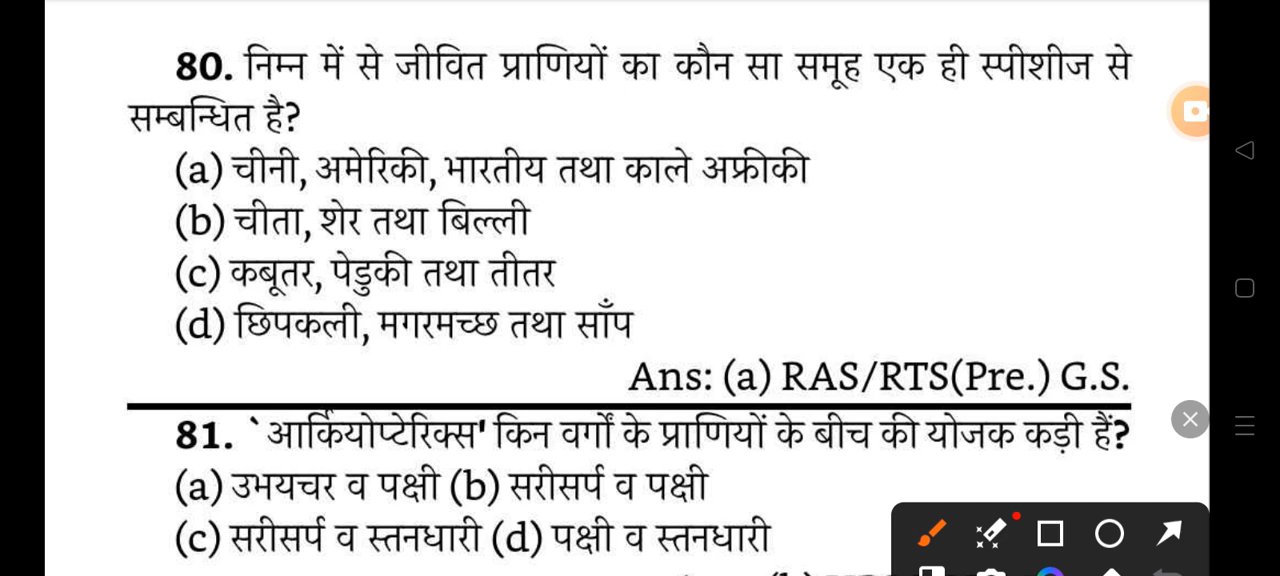 80. निम्न में से जीवित प्राणियों का कौन सा समूह एक ही स्पीशीज से
सम्बन्धित है?
(a) चीनी, अमेरिकी, भारतीय तथा काले अफ्रीकी
(b) चीता, शेर तथा बिल्ली
(c) कबूतर, पेडुकी तथा तीतर
(d) छिपकली, मगरमच्छ तथा साँप
Ans: (a) RAS/RTS(Pre.) G.S.
81. `आर्कियोप्टेरिक्स' किन वर्गों के प्राणियों के बीच की योजक कड़ी हैं?
(a) उभयचर व पक्षी (b) सरीसर्प व पक्षी
(c) सरीसर्प व स्तनधारी (d) पक्षी व स्तनधारी